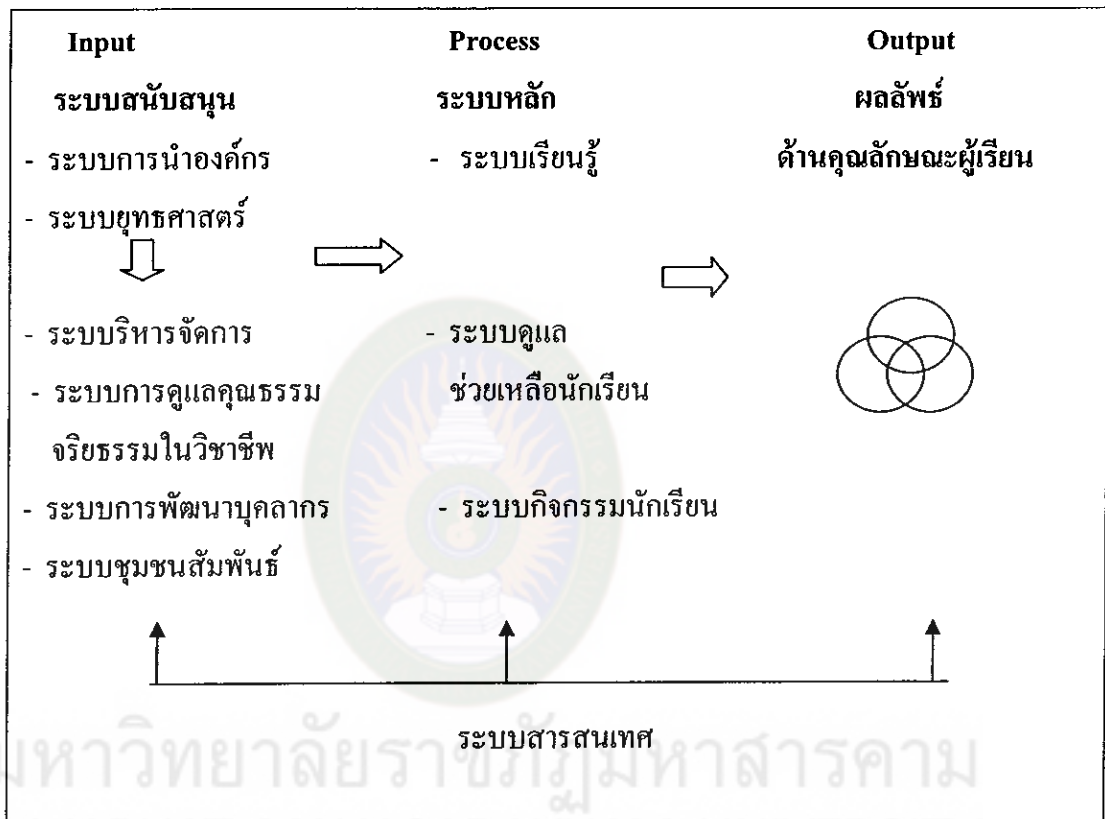 Input Process Output
ระบบสนับสนุน ระบบหลัก ผลลัพธ์
- ระบบการนำองค์กร - ระบบเรียนรู้ ด้านคุณลักษณะผู้เรียน
- ระบบยุทธศาสตร์
- ระบบริหารจัดการ - ระบบดูแล
- ระบบการดูแลคุณธรรม ช่วยเหลือนักเรียน
จริยธรรมในวิชาชีพ
- ระบบการพัฒนาบุคลากร - ระบบกิจกรรมนักเรียน
- ระบบชุมชนสัมพันธ์
ระบบสารสนเทศ
มหาวิทยาลัยราชภัฏมหาสารคาม